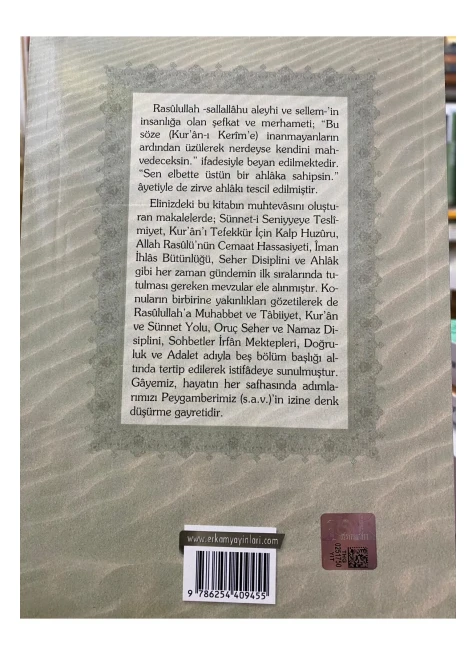 Rasûlullah -sallallâhu aleyhi ve sellem-'in
insanlığa olan şefkat ve merhameti; "Bu
söze (Kur'ân-ı Kerîm'e) inanmayanların
ardından üzülerek nerdeyse kendini mah-
vedeceksin." ifadesiyle beyan edilmektedir.
"Sen elbette üstün bir ahlâka sahipsin."
âyetiyle de zirve ahlâkı tescil edilmiştir.
Elinizdeki bu kitabın muhtevâsını oluştu-
ran makalelerde; Sünnet-i Seniyyeye Teslî-
miyet, Kur'ân'ı Tefekkür İçin Kalp Huzûru,
Allah Rasûlü'nün Cemaat Hassasiyeti, Îman
İhlâs Bütünlüğü, Seher Disiplini ve Ahlâk
gibi her zaman gündemin ilk sıralarında tu-
tulması gereken mevzular ele alınmıştır. Ko-
nuların birbirine yakınlıkları gözetilerek de
Rasûlullah'a Muhabbet ve Tâbiiyet, Kur'ân
ve Sünnet Yolu, Oruç Seher ve Namaz Di-
siplini, Sohbetler İrfân Mektepleri, Doğru-
luk ve Adalet adıyla beş bölüm başlığı al-
tında tertip edilerek istifâdeye sunulmuştur.
Gâyemiz, hayatın her safhasında adımla-
rımızı Peygamberimiz (s.a.v.)'in izine denk
düşürme gayretidir.
www.erkamyayinlari.com
9 786254 409455